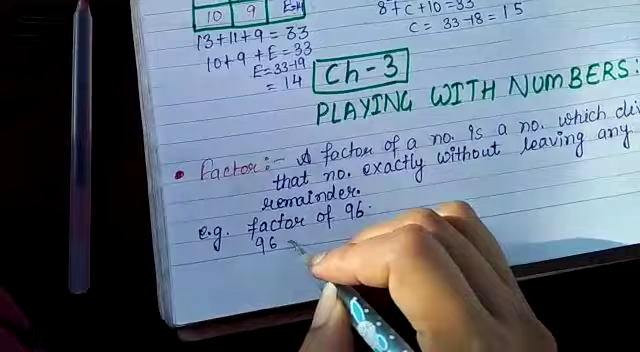 10 9 E=14
13+11+9 = 33
10+9 + E = 33
E = 33-19
= 14
8+c+10=33
c = 33-18 = 15
Ch-3
PLAYING WITH NUMBERS:
• Factor:- A factor of a no. is a no. which
that no. exactly without leaving any
remainder.
e.g. factor of 96.
96